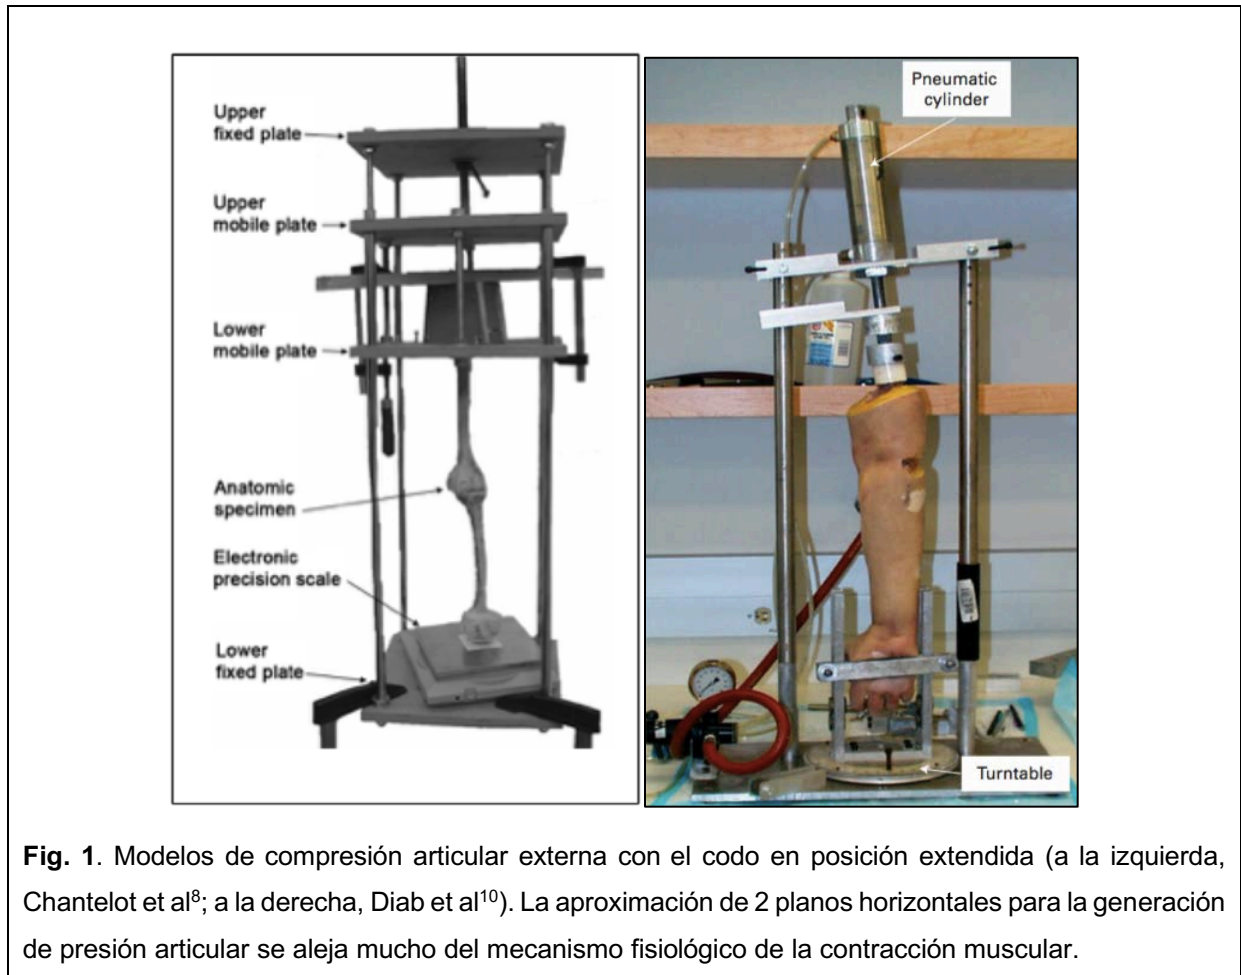 Upper
fixed plate
Upper
mobile plate
Lower
mobile plate
Anatomic
specimen
Electronic
precision scale
Lower
fixed plate
Pneumatic
cylinder
Turntable
Fig. 1. Modelos de compresión articular externa con el codo en posición extendida (a la izquierda,
Chantelot et al8; a la derecha, Diab et al10). La aproximación de 2 planos horizontales para la generación
de presión articular se aleja mucho del mecanismo fisiológico de la contracción muscular.